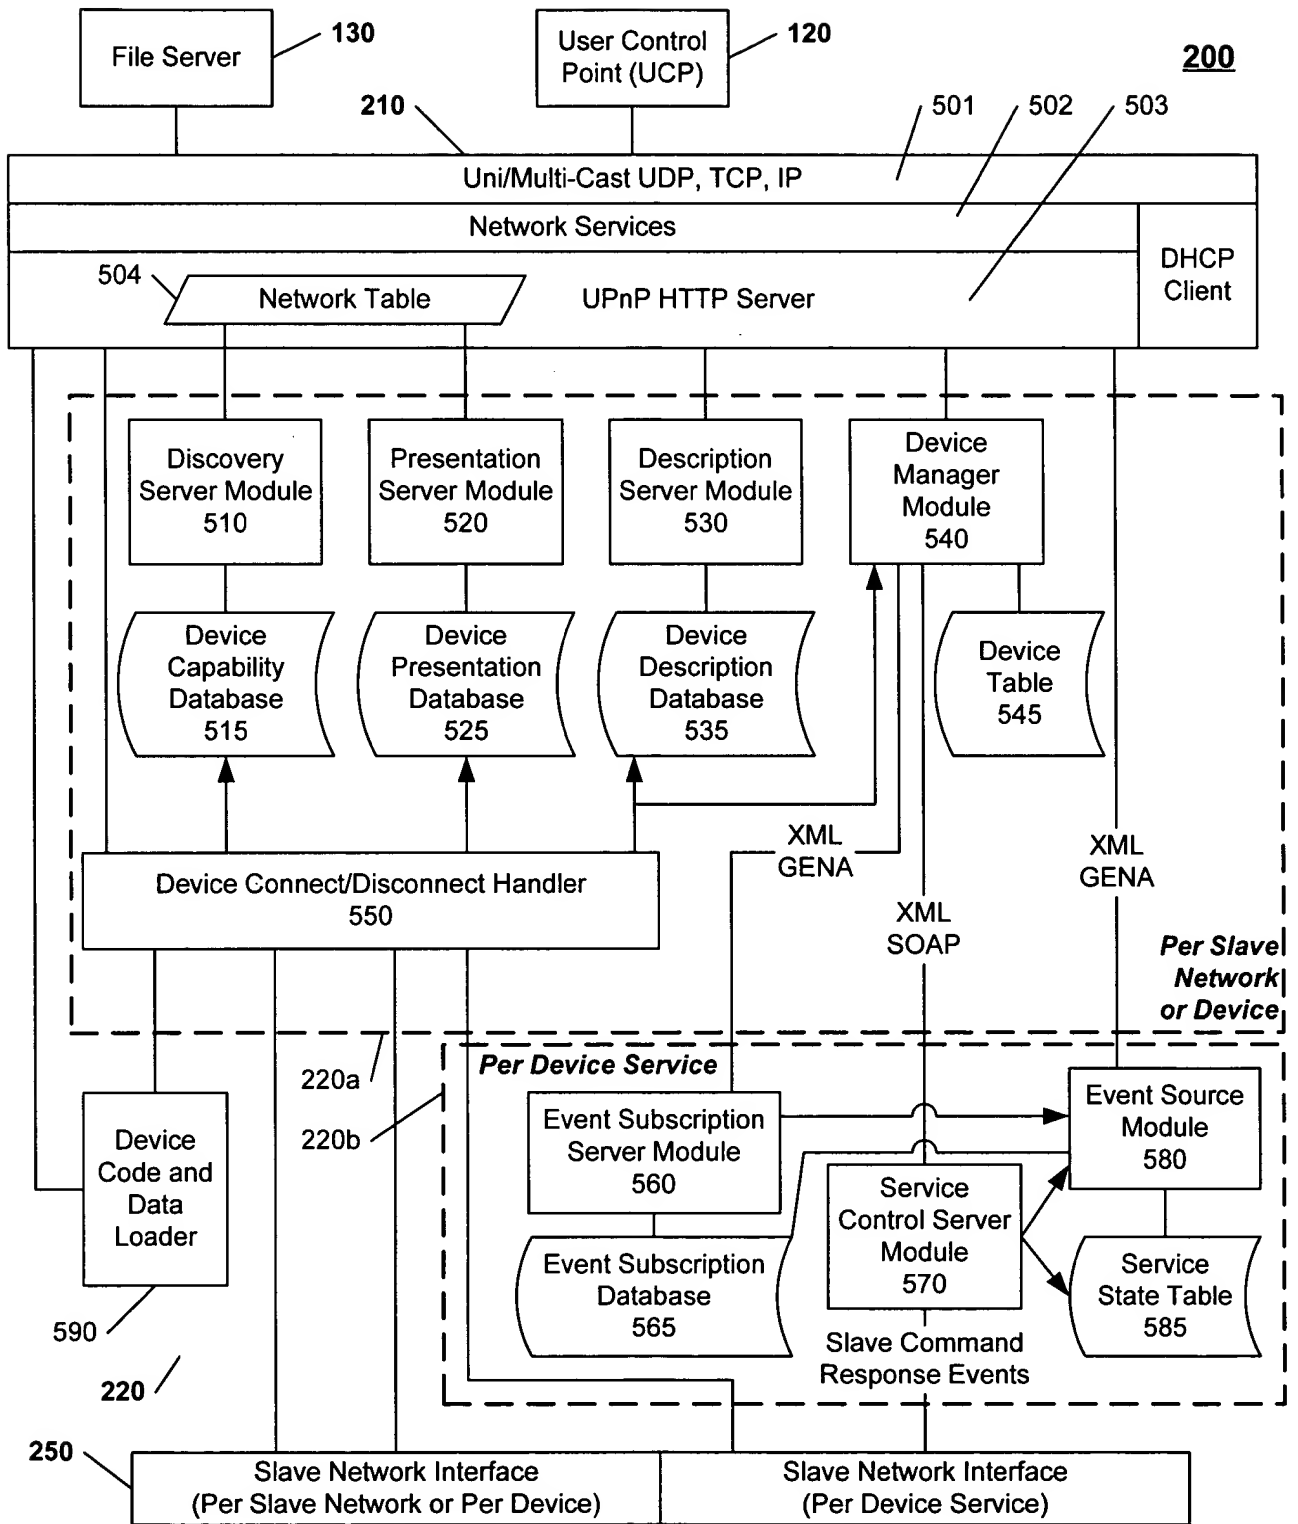 File Server
130
User Control
Point (UCP)
120
200
210
501
502
503
Uni/Multi-Cast UDP, TCP, IP
Network Services
DHCP
Client
504
Network Table
UPnP HTTP Server
Discovery
Server Module
510
Presentation
Server Module
520
Description
Server Module
530
Device
Manager
Module
540
Device
Capability
Database
515
Device
Presentation
Database
525
Device
Description
Database
535
Device
Table
545
XML
GENA
XML
GENA
Device Connect/Disconnect Handler
550
XML
SOAP
Per Slave
Network
or Device
220a
Per Device Service
220b
Device
Code and
Data
Loader
Event Subscription
Server Module
560
Event Source
Module
580
Service
Control Server
Module
570
Event Subscription
Database
565
Service
State Table
585
590
Slave Command
Response Events
220
250
Slave Network Interface
(Per Slave Network or Per Device)
Slave Network Interface
(Per Device Service)